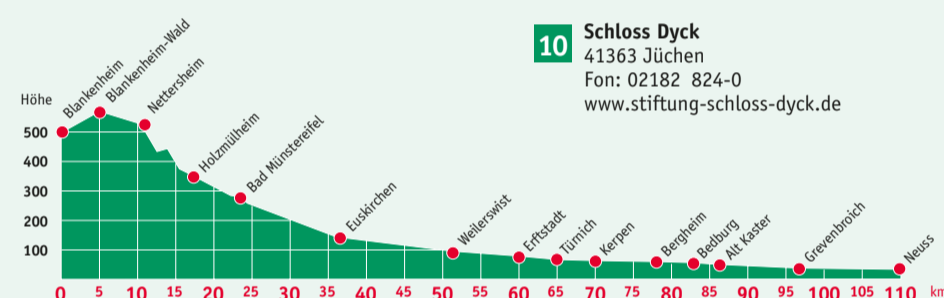 10
Schloss Dyck
41363 Jüchen
Fon: 02182 824-0
www.stiftung-schloss-dyck.de
Höhe
500
400
300
200
100
Blankenheim
Blankenheim-Wald
Nettersheim
Holzmülheim
Bad Münstereifel
Euskirchen
Weilerswist
Erftstadt
Türnich
Kerpen
Bergheim
Bedburg
Alt Kaster
Grevenbroich
Neuss
0 5 10 15 20 25 30 35 40 45 50 55 60 65 70 75 80 85 90 95 100 105 110 km